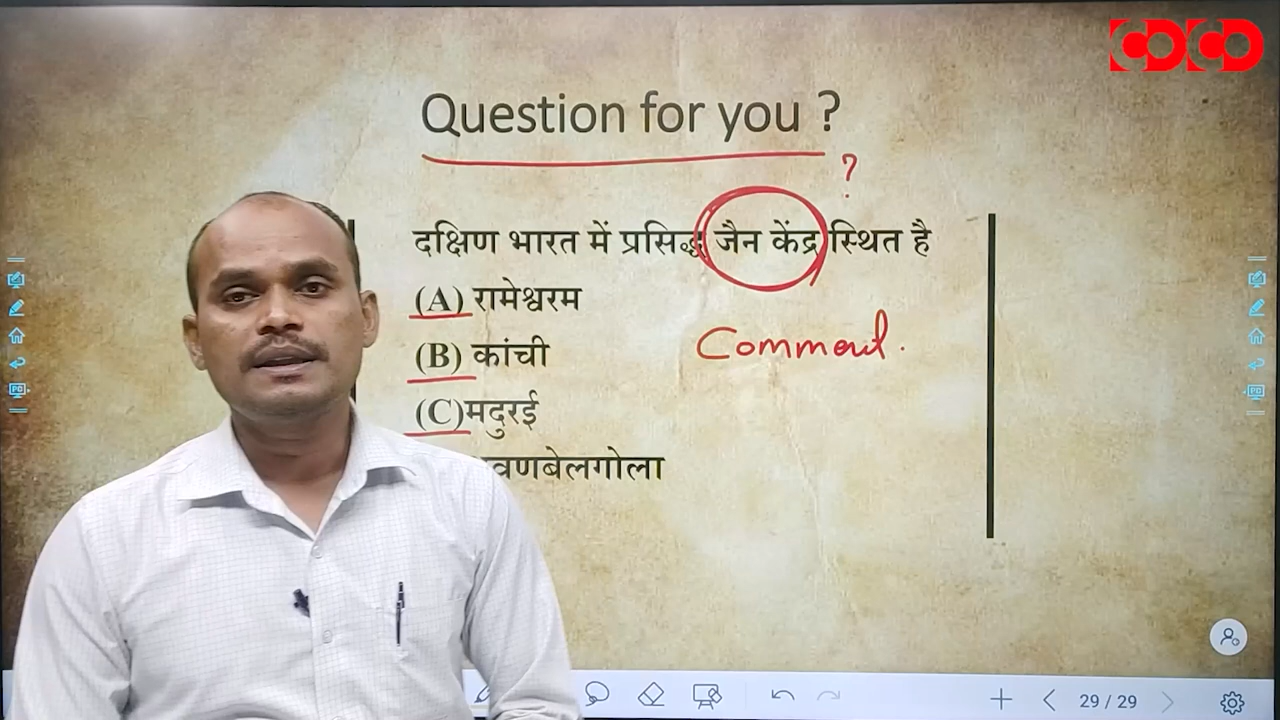 Question for you ?
?
दक्षिण भारत में प्रसिद्ध जैन केंद्र स्थित है
(A) रामेश्वरम
(B) कांची
Comment.
(C)मदुरई
वणबेलगोला
29 / 29